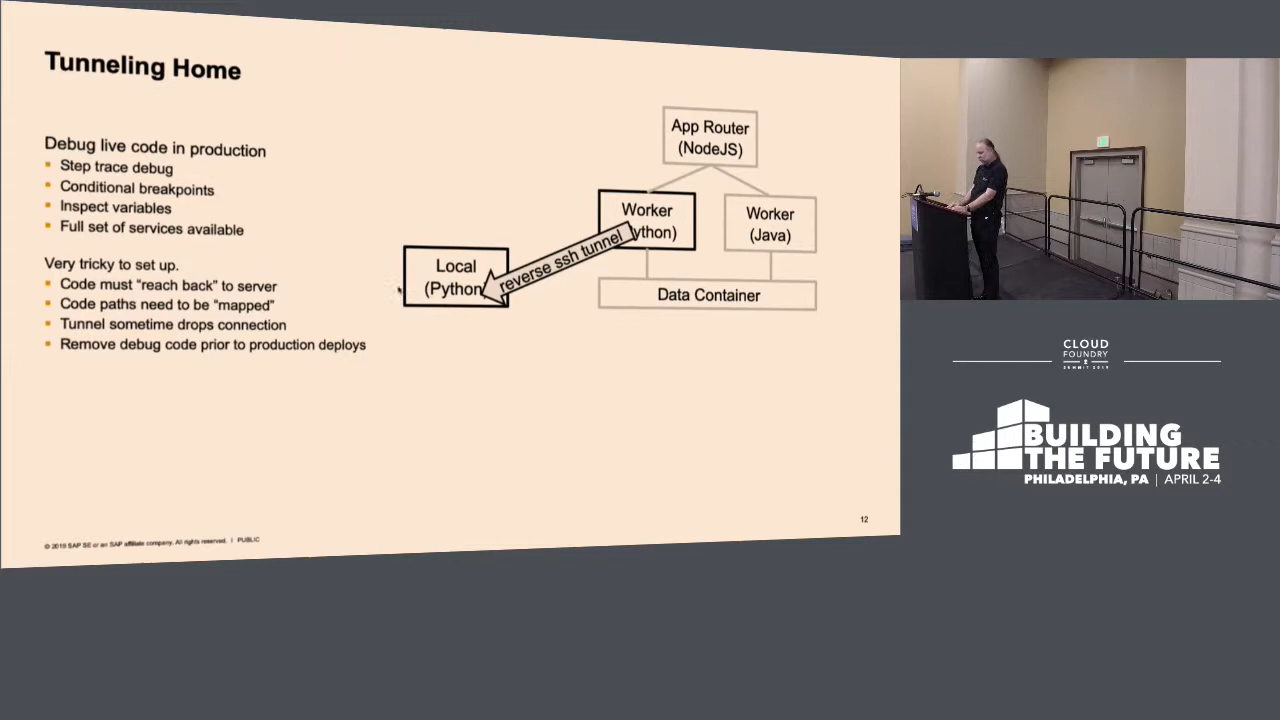 Tunneling Home
Debug live code in production
Step trace debug
Conditional breakpoints
Inspect variables
Full set of services available
Very tricky to set up.
Code must “reach back” to server
Code paths need to be “mapped”
Tunnel sometime drops connection
Remove debug code prior to production deploys
App Router
(NodeJS)
Worker
ython)
Worker
(Java)
reverse ssh tunnel
Local
(Python
Data Container
12
© 2019 SAP SE or an SAP affiliate company. All rights reserved. | PUBLIC
CLOUD
FOUNDRY
SUMMIT 2019
BUILDING
THE FUTURE
PHILADELPHIA, PA | APRIL 2-4